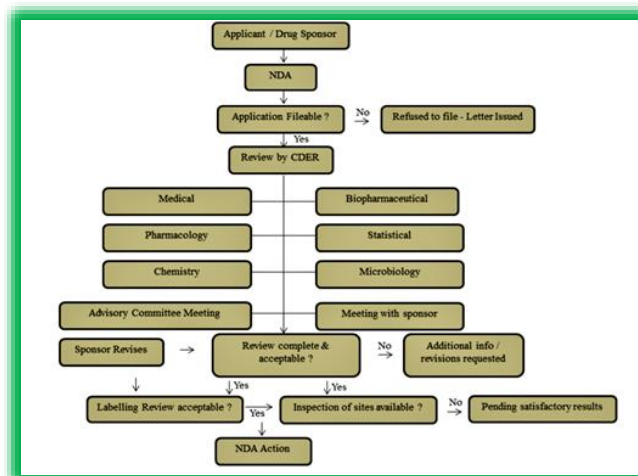 Applicant / Drug Sponsor
NDA
Application Fileable ?
No
Refused to file - Letter Issued
Yes
Review by CDER
Medical
Biopharmaceutical
Pharmacology
Statistical
Chemistry
Microbiology
Advisory Committee Meeting
Meeting with sponsor
Sponsor Revises
Review complete &
acceptable ?
No
Additional info /
revisions requested
Yes
Yes
Labelling Review acceptable ?
Yes
Inspection of sites available ?
No
Pending satisfactory results
NDA Action